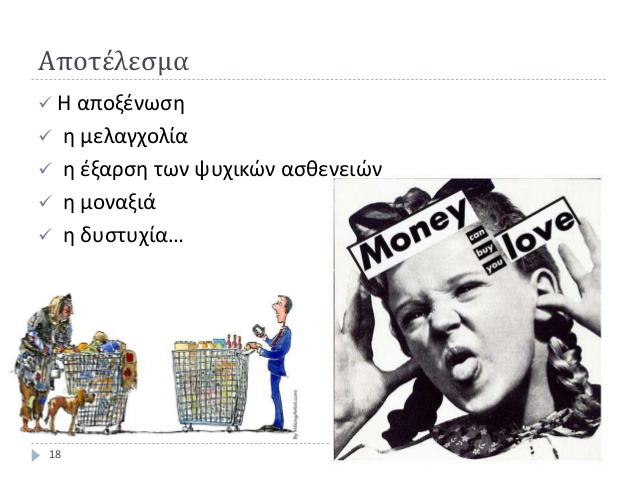 Αποτέλεσμα
Η αποξένωση
η μελαγχολία
η έξαρση των ψυχικών ασθενειών
η μοναξιά
η δυστυχία...
Money
can
buy
you
love
18